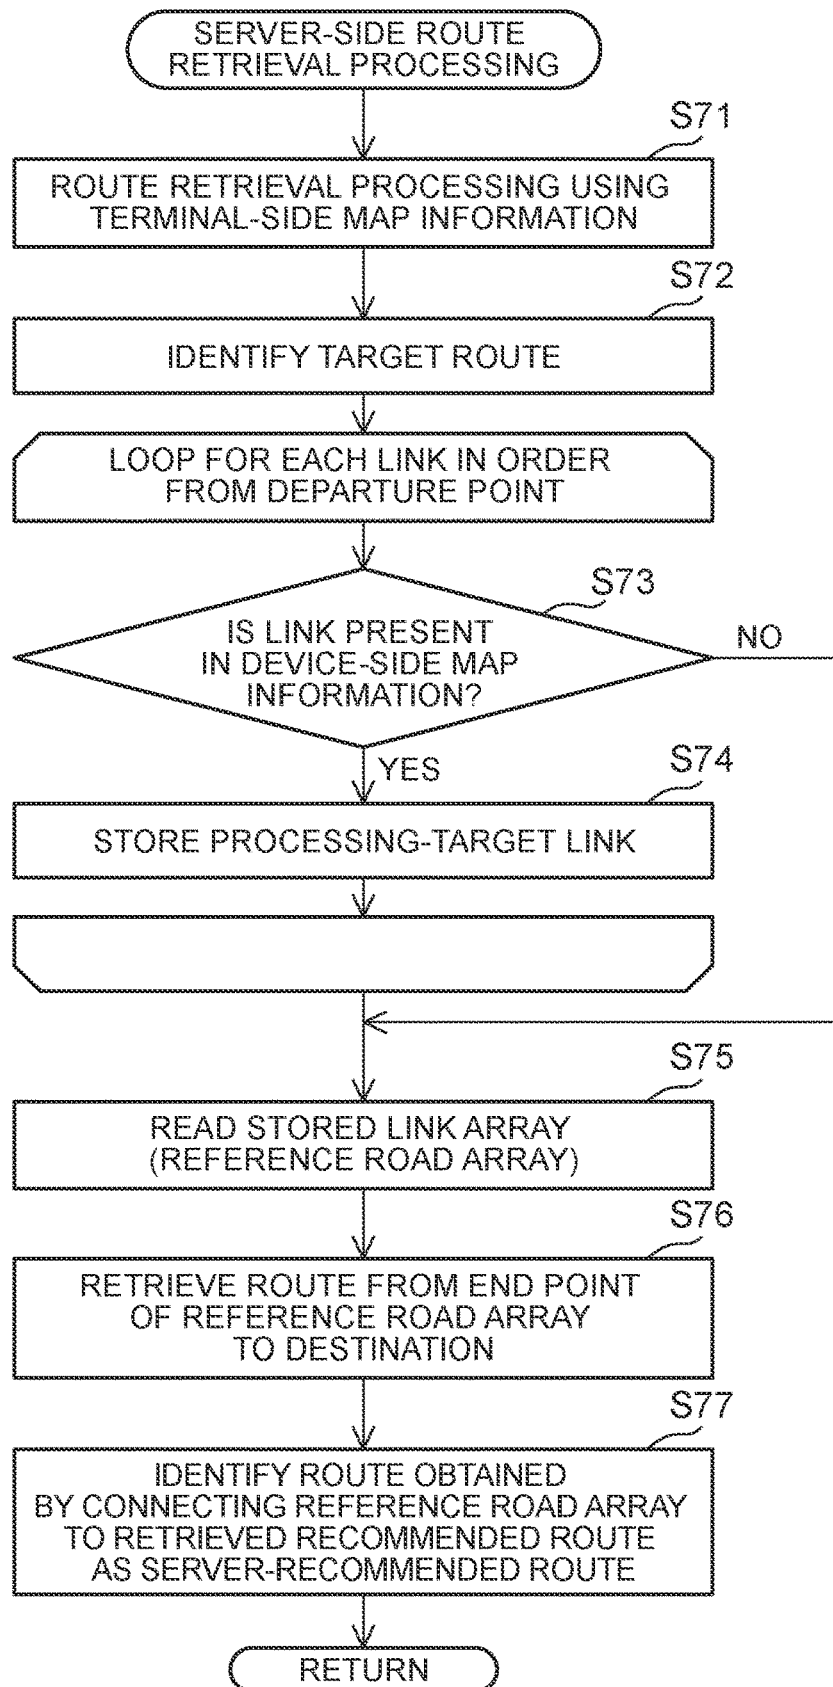 SERVER-SIDE ROUTE
RETRIEVAL PROCESSING
S71
ROUTE RETRIEVAL PROCESSING USING
TERMINAL-SIDE MAP INFORMATION
S72
IDENTIFY TARGET ROUTE
LOOP FOR EACH LINK IN ORDER
FROM DEPARTURE POINT
S73
IS LINK PRESENT
IN DEVICE-SIDE MAP
INFORMATION?
NO
YES
S74
STORE PROCESSING-TARGET LINK
S75
READ STORED LINK ARRAY
(REFERENCE ROAD ARRAY)
S76
RETRIEVE ROUTE FROM END POINT
OF REFERENCE ROAD ARRAY
TO DESTINATION
S77
IDENTIFY ROUTE OBTAINED
BY CONNECTING REFERENCE ROAD ARRAY
TO RETRIEVED RECOMMENDED ROUTE
AS SERVER-RECOMMENDED ROUTE
RETURN